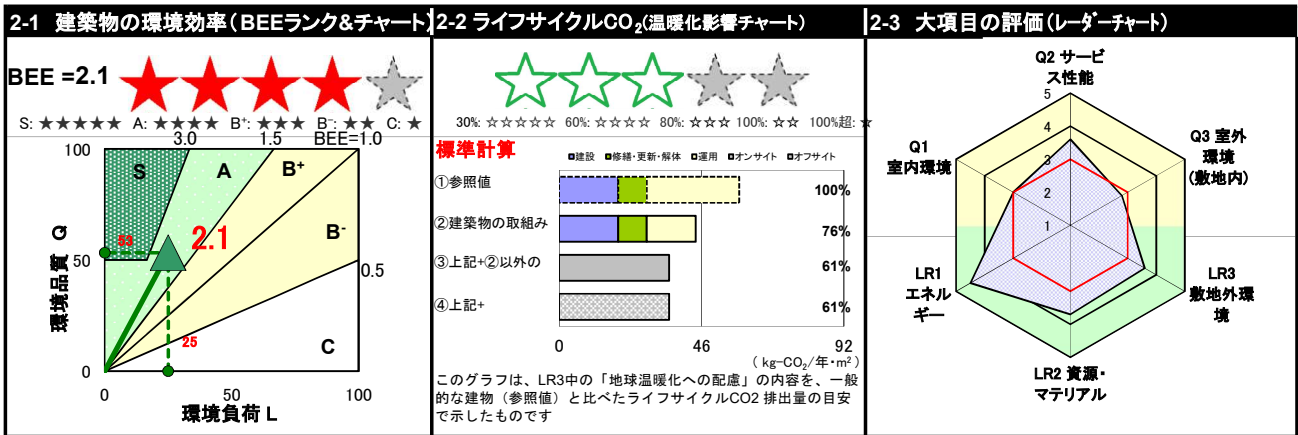 2-1 建築物の環境効率(BEEランク&チャート)
BEE =2.1
S: ★★★★★ A: ★★★★ B⁺: ★★★ B⁻: ★★ C: ★
3.0 1.5 BEE=1.0
100
S
A
B⁺
B⁻
C
0.5
2.1
53
50
25
0
0 50 100
環境品質 Q
環境負荷 L
2-2 ライフサイクルCO₂(温暖化影響チャート)
30%: ☆☆☆☆☆ 60%: ☆☆☆☆ 80%: ☆☆☆ 100%: ☆☆ 100%超: ☆
標準計算
■建設 ■修繕・更新・解体 ■運用 ■オンサイト ■オフサイト
①参照値 100%
②建築物の取組み 76%
③上記+②以外の 61%
④上記+ 61%
0 46 92
( kg-CO₂/年・m² )
このグラフは、LR3中の「地球温暖化への配慮」の内容を、一般
的な建物(参照値)と比べたライフサイクルCO2 排出量の目安
で示したものです
2-3 大項目の評価(レーダーチャート)
Q2 サービ
ス性能
Q1
室内環境
Q3 室外
環境
(敷地内)
5
4
3
2
1
LR1
エネル
ギー
LR3
敷地外環
境
LR2 資源・
マテリアル